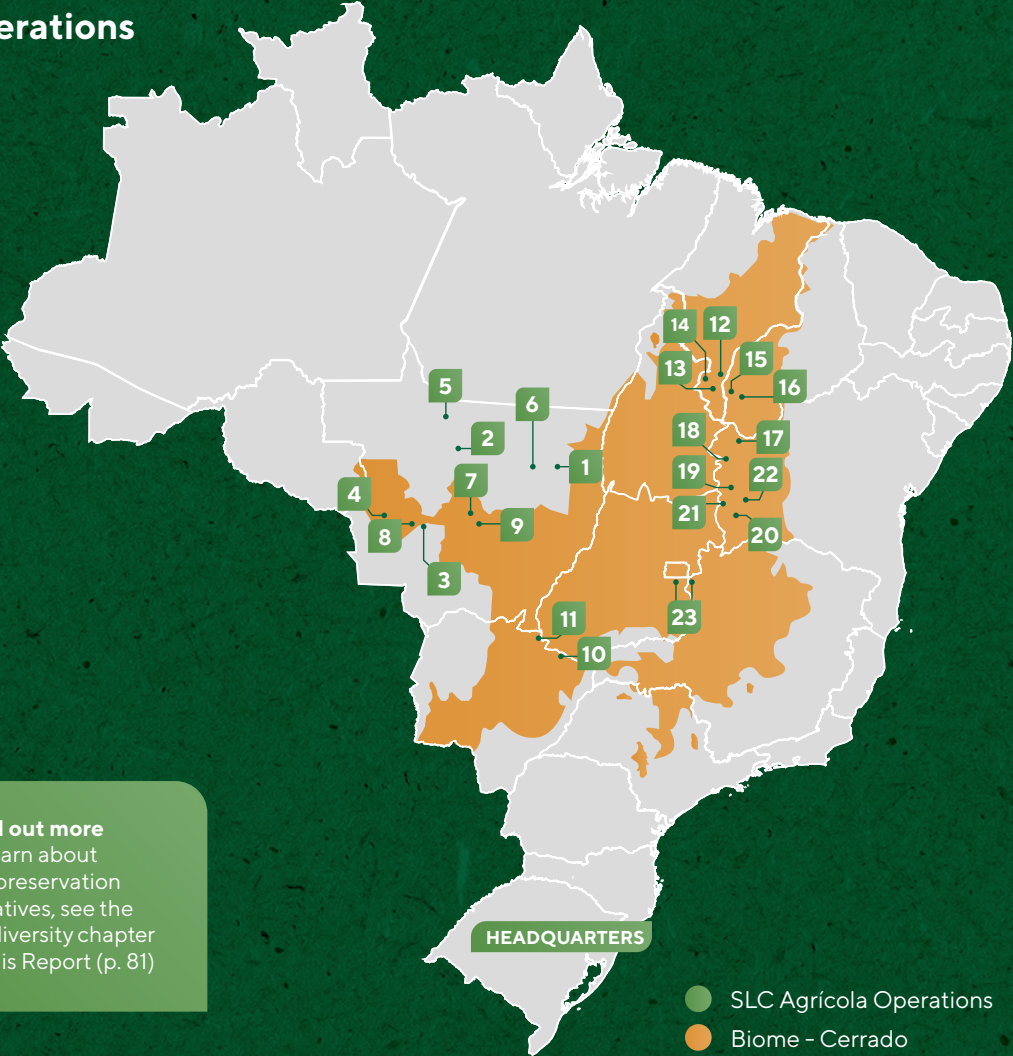 erations
14
12
15
13
16
5
6
18
17
2
1
19
22
7
4
9
21
8
20
3
11
23
10
d out more
arn about
preservation
atives, see the
diversity chapter
is Report (p. 81)
HEADQUARTERS
SLC Agrícola Operations
Biome - Cerrado